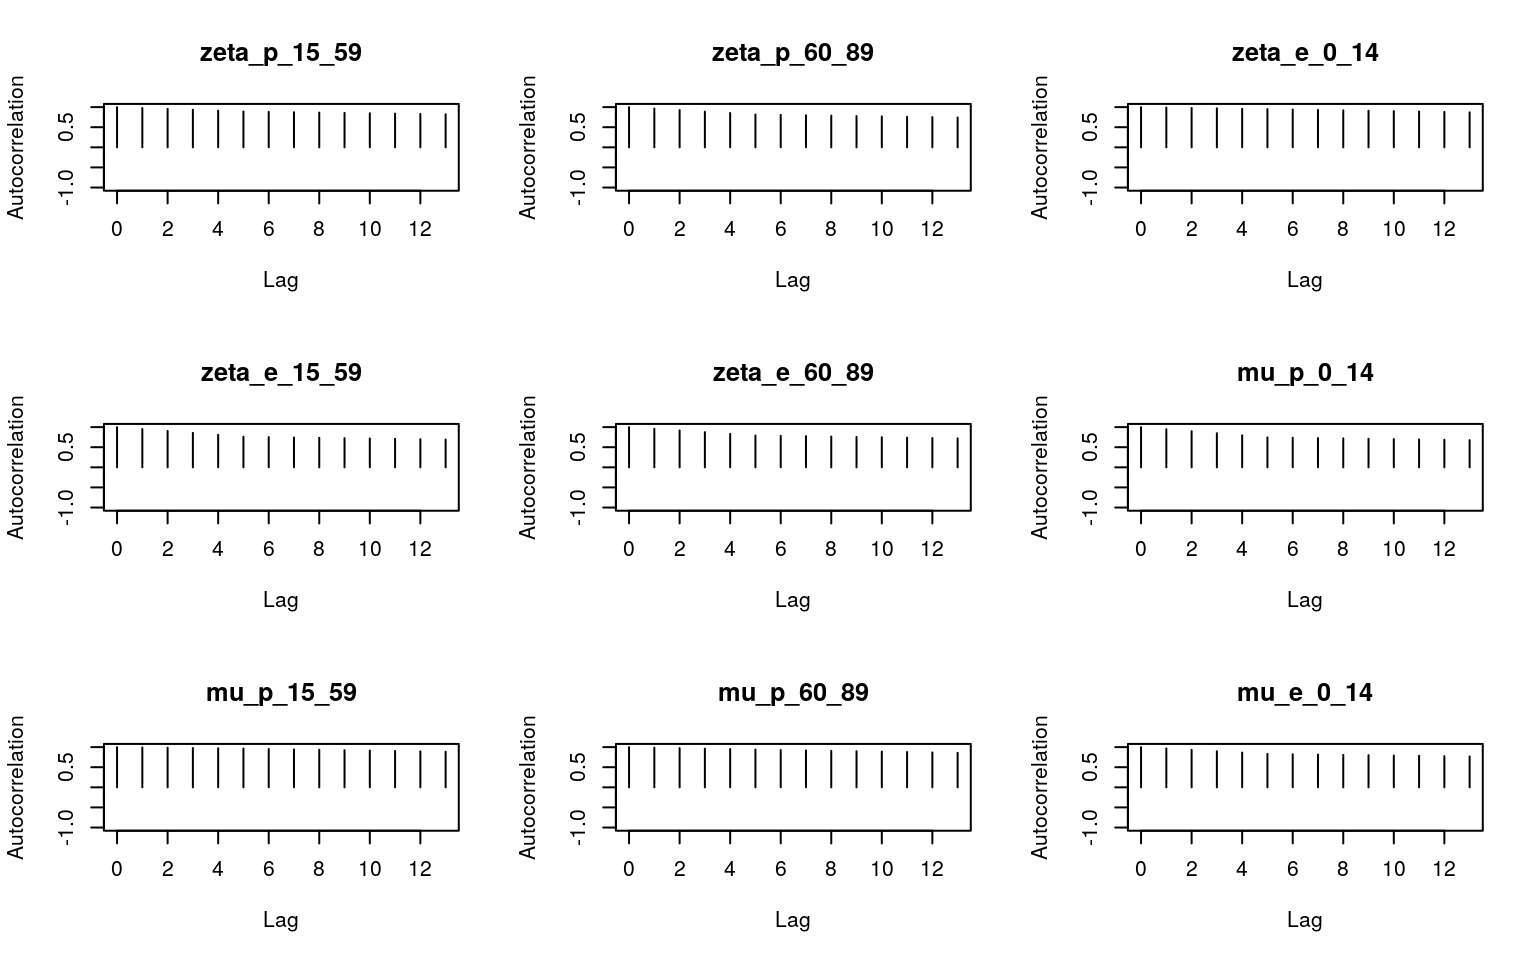 zeta_p_15_59
Autocorrelation
0.5
-1.0
0 2 4 6 8 10 12
Lag
zeta_p_60_89
Autocorrelation
0.5
-1.0
0 2 4 6 8 10 12
Lag
zeta_e_0_14
Autocorrelation
0.5
-1.0
0 2 4 6 8 10 12
Lag
zeta_e_15_59
Autocorrelation
0.5
-1.0
0 2 4 6 8 10 12
Lag
zeta_e_60_89
Autocorrelation
0.5
-1.0
0 2 4 6 8 10 12
Lag
mu_p_0_14
Autocorrelation
0.5
-1.0
0 2 4 6 8 10 12
Lag
mu_p_15_59
Autocorrelation
0.5
-1.0
0 2 4 6 8 10 12
Lag
mu_p_60_89
Autocorrelation
0.5
-1.0
0 2 4 6 8 10 12
Lag
mu_e_0_14
Autocorrelation
0.5
-1.0
0 2 4 6 8 10 12
Lag